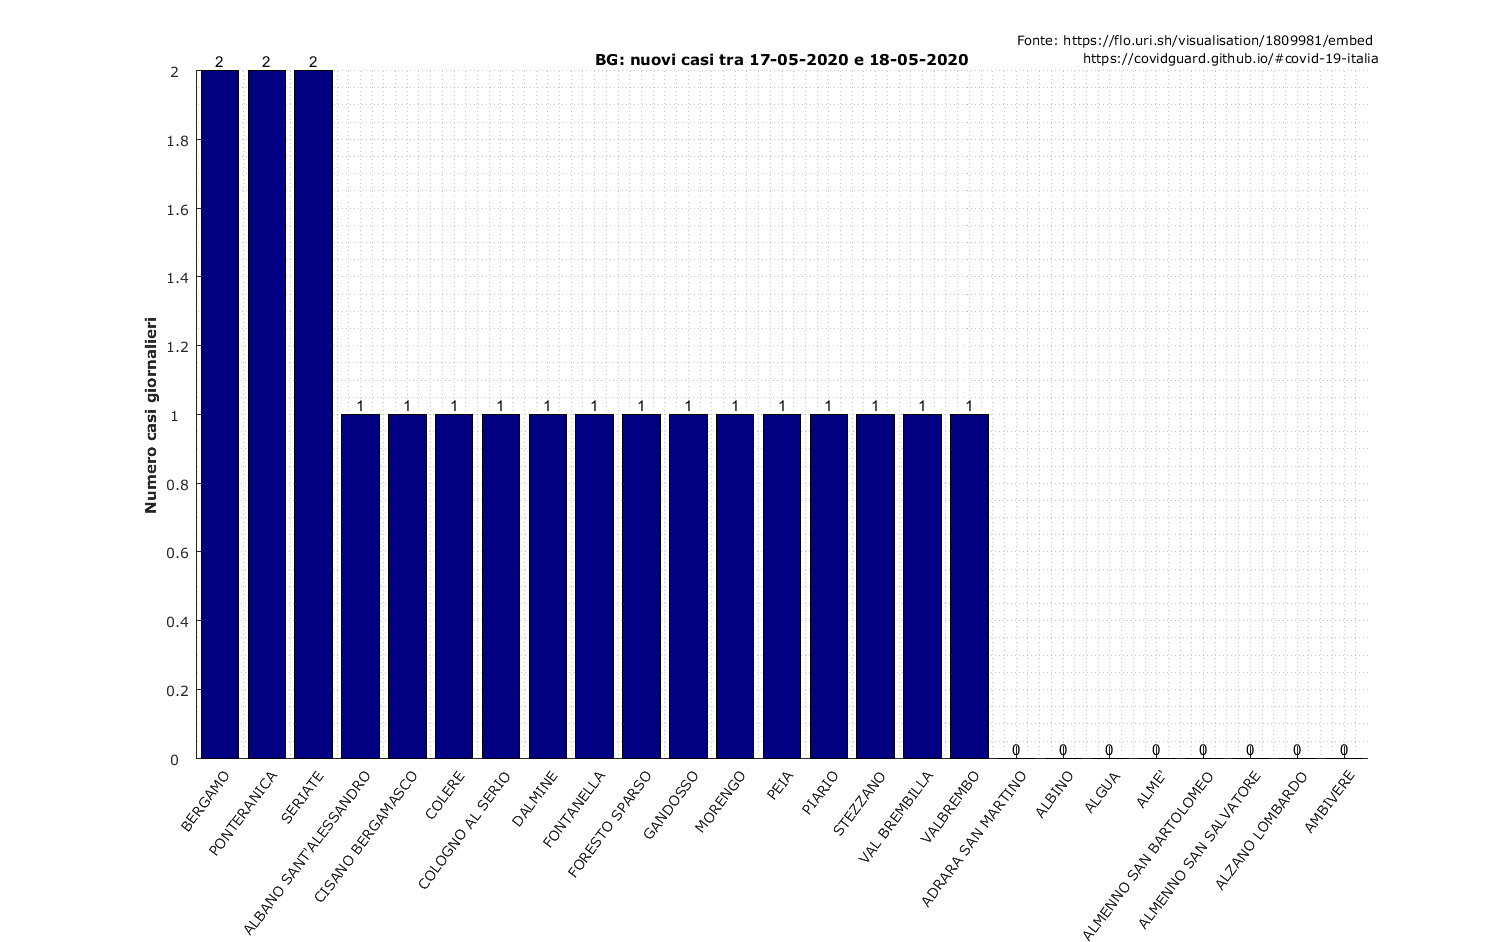 Fonte: https://flo.uri.sh/visualisation/1809981/embed
https://covidguard.github.io/#covid-19-italia
BG: nuovi casi tra 17-05-2020 e 18-05-2020
2 2 2
1 1 1 1 1 1 1 1 1 1 1 1 1 1
0 0 0 0 0 0 0 0
2
1.8
1.6
1.4
1.2
1
0.8
0.6
0.4
0.2
0
Numero casi giornalieri
BERGAMO
PONTERANICA
SERIATE
ALBANO SANT'ALESSANDRO
CISANO BERGAMASCO
COLERE
COLOGNO AL SERIO
DALMINE
FONTANELLA
FORESTO SPARSO
GANDOSSO
MORENGO
PEIA
PIARIO
STEZZANO
VAL BREMBILLA
VALBREMBO
ADRARA SAN MARTINO
ALBINO
ALGUA
ALME'
ALMENNO SAN BARTOLOMEO
ALMENNO SAN SALVATORE
ALZANO LOMBARDO
AMBIVERE